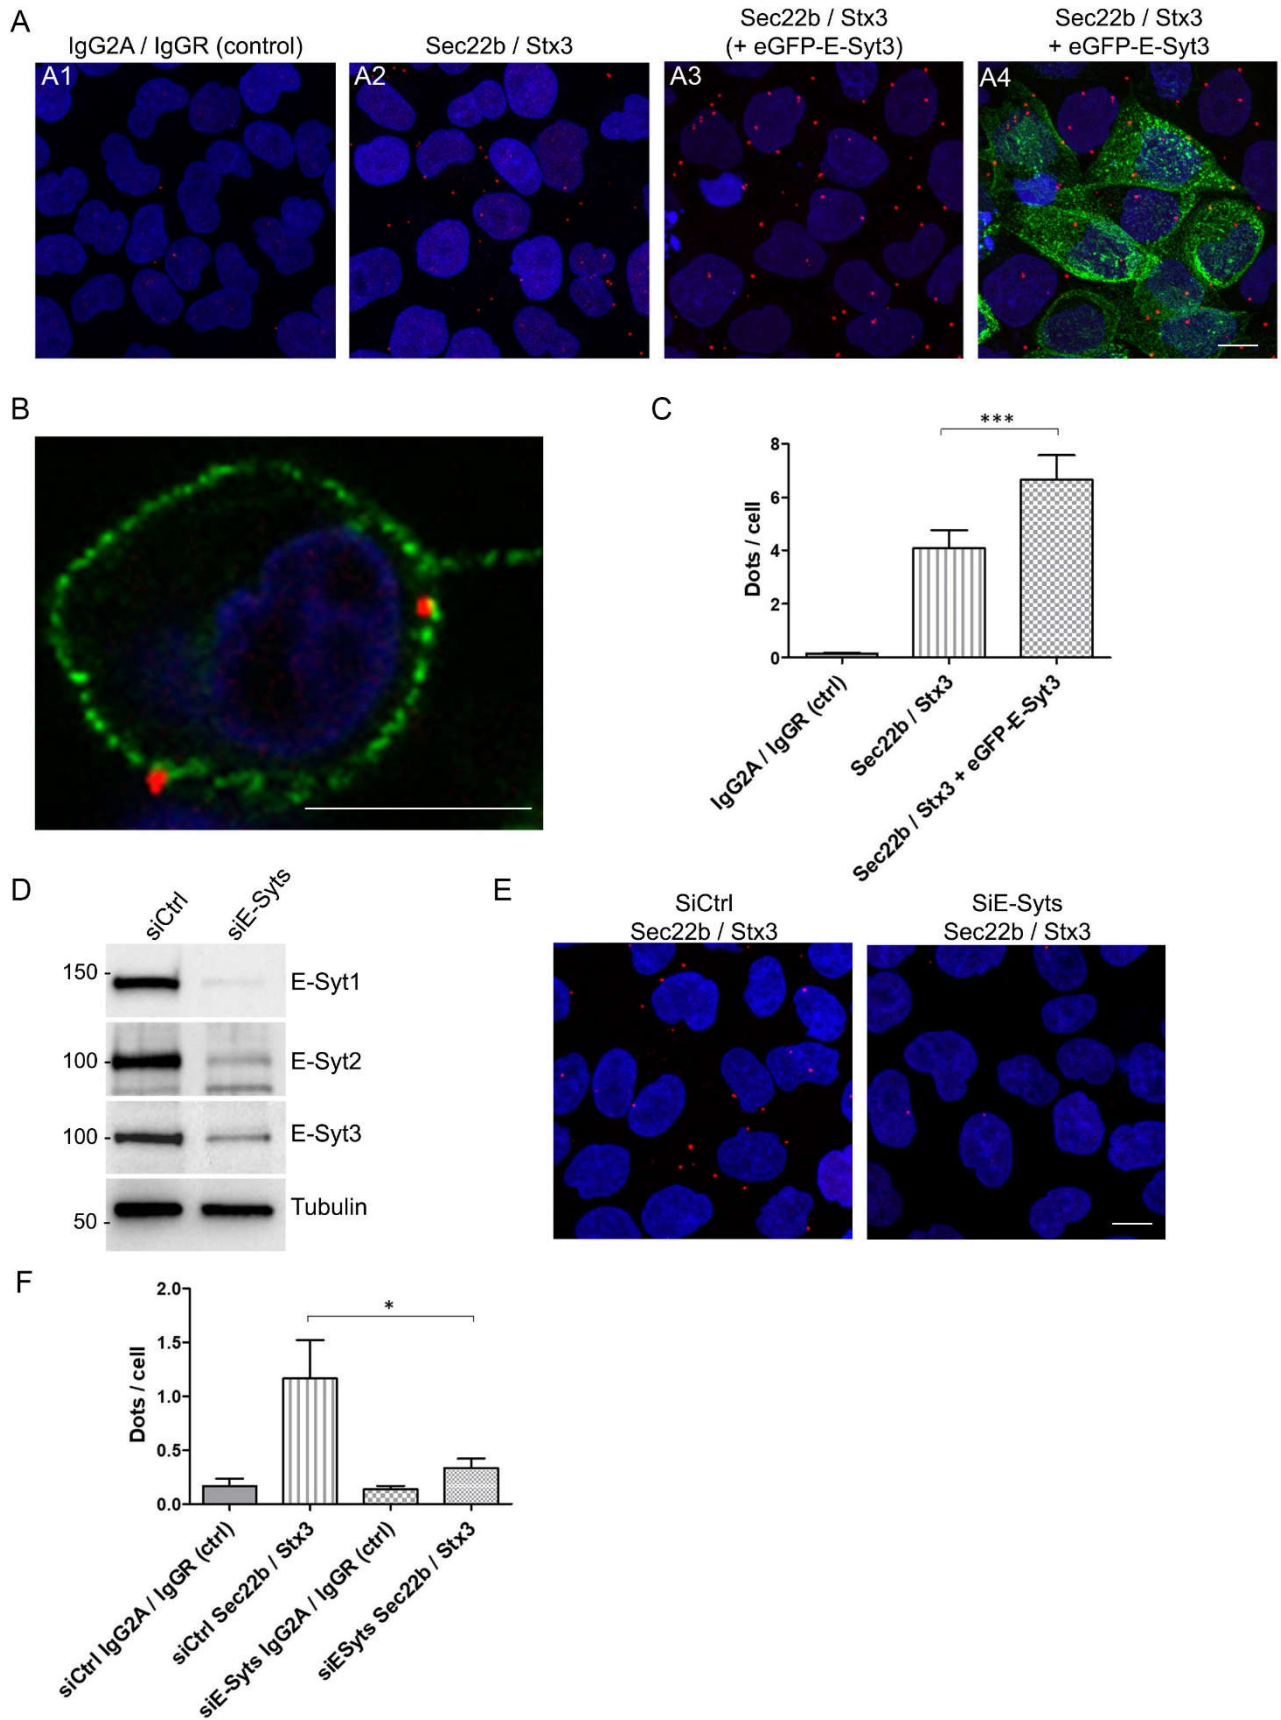 A
IgG2A / IgGR (control)
Sec22b / Stx3
Sec22b / Stx3
(+ eGFP-E-Syt3)
Sec22b / Stx3
+ eGFP-E-Syt3
A1
A2
A3
A4
B
C
***
8
6
4
2
0
Dots / cell
IgG2A / IgGR (ctrl)
Sec22b / Stx3
Sec22b / Stx3 + eGFP-E-Syt3
D
siCtrl
siE-Syts
150 -
E-Syt1
100 -
E-Syt2
100 -
E-Syt3
50 -
Tubulin
E
SiCtrl
Sec22b / Stx3
SiE-Syts
Sec22b / Stx3
F
*
2.0
1.5
1.0
0.5
0.0
Dots / cell
siCtrl IgG2A / IgGR (ctrl)
siCtrl Sec22b / Stx3
siE-Syts IgG2A / IgGR (ctrl)
siESyts Sec22b / Stx3